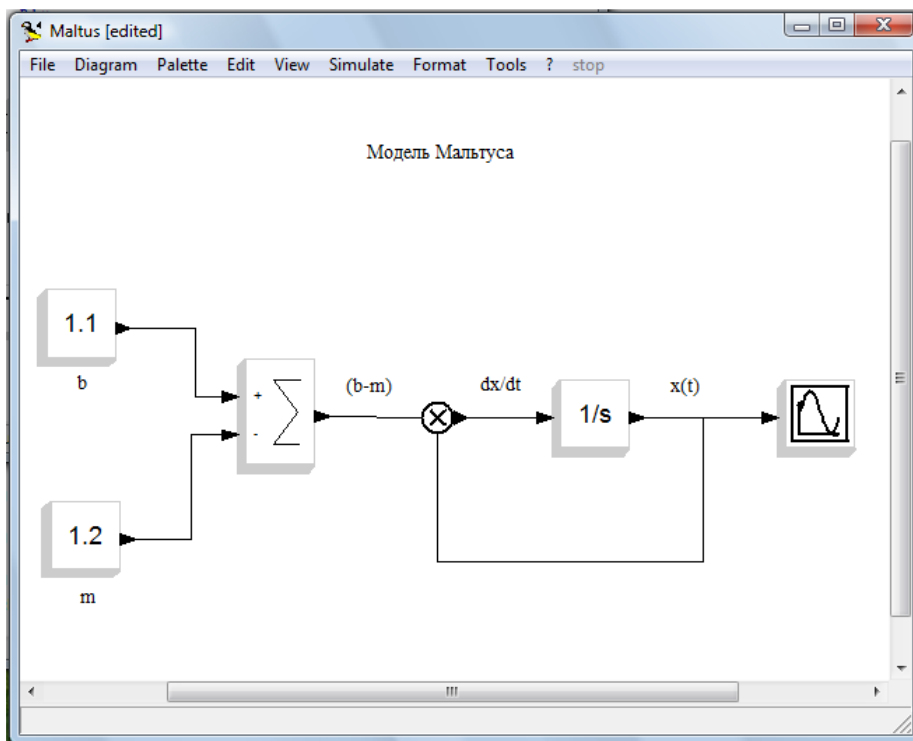 Maltus [edited]
File Diagram Palette Edit View Simulate Format Tools ? stop
Модель Мальтуса
1.1
b
+
-
(b-m)
dx/dt
1/s
x(t)
1.2
m